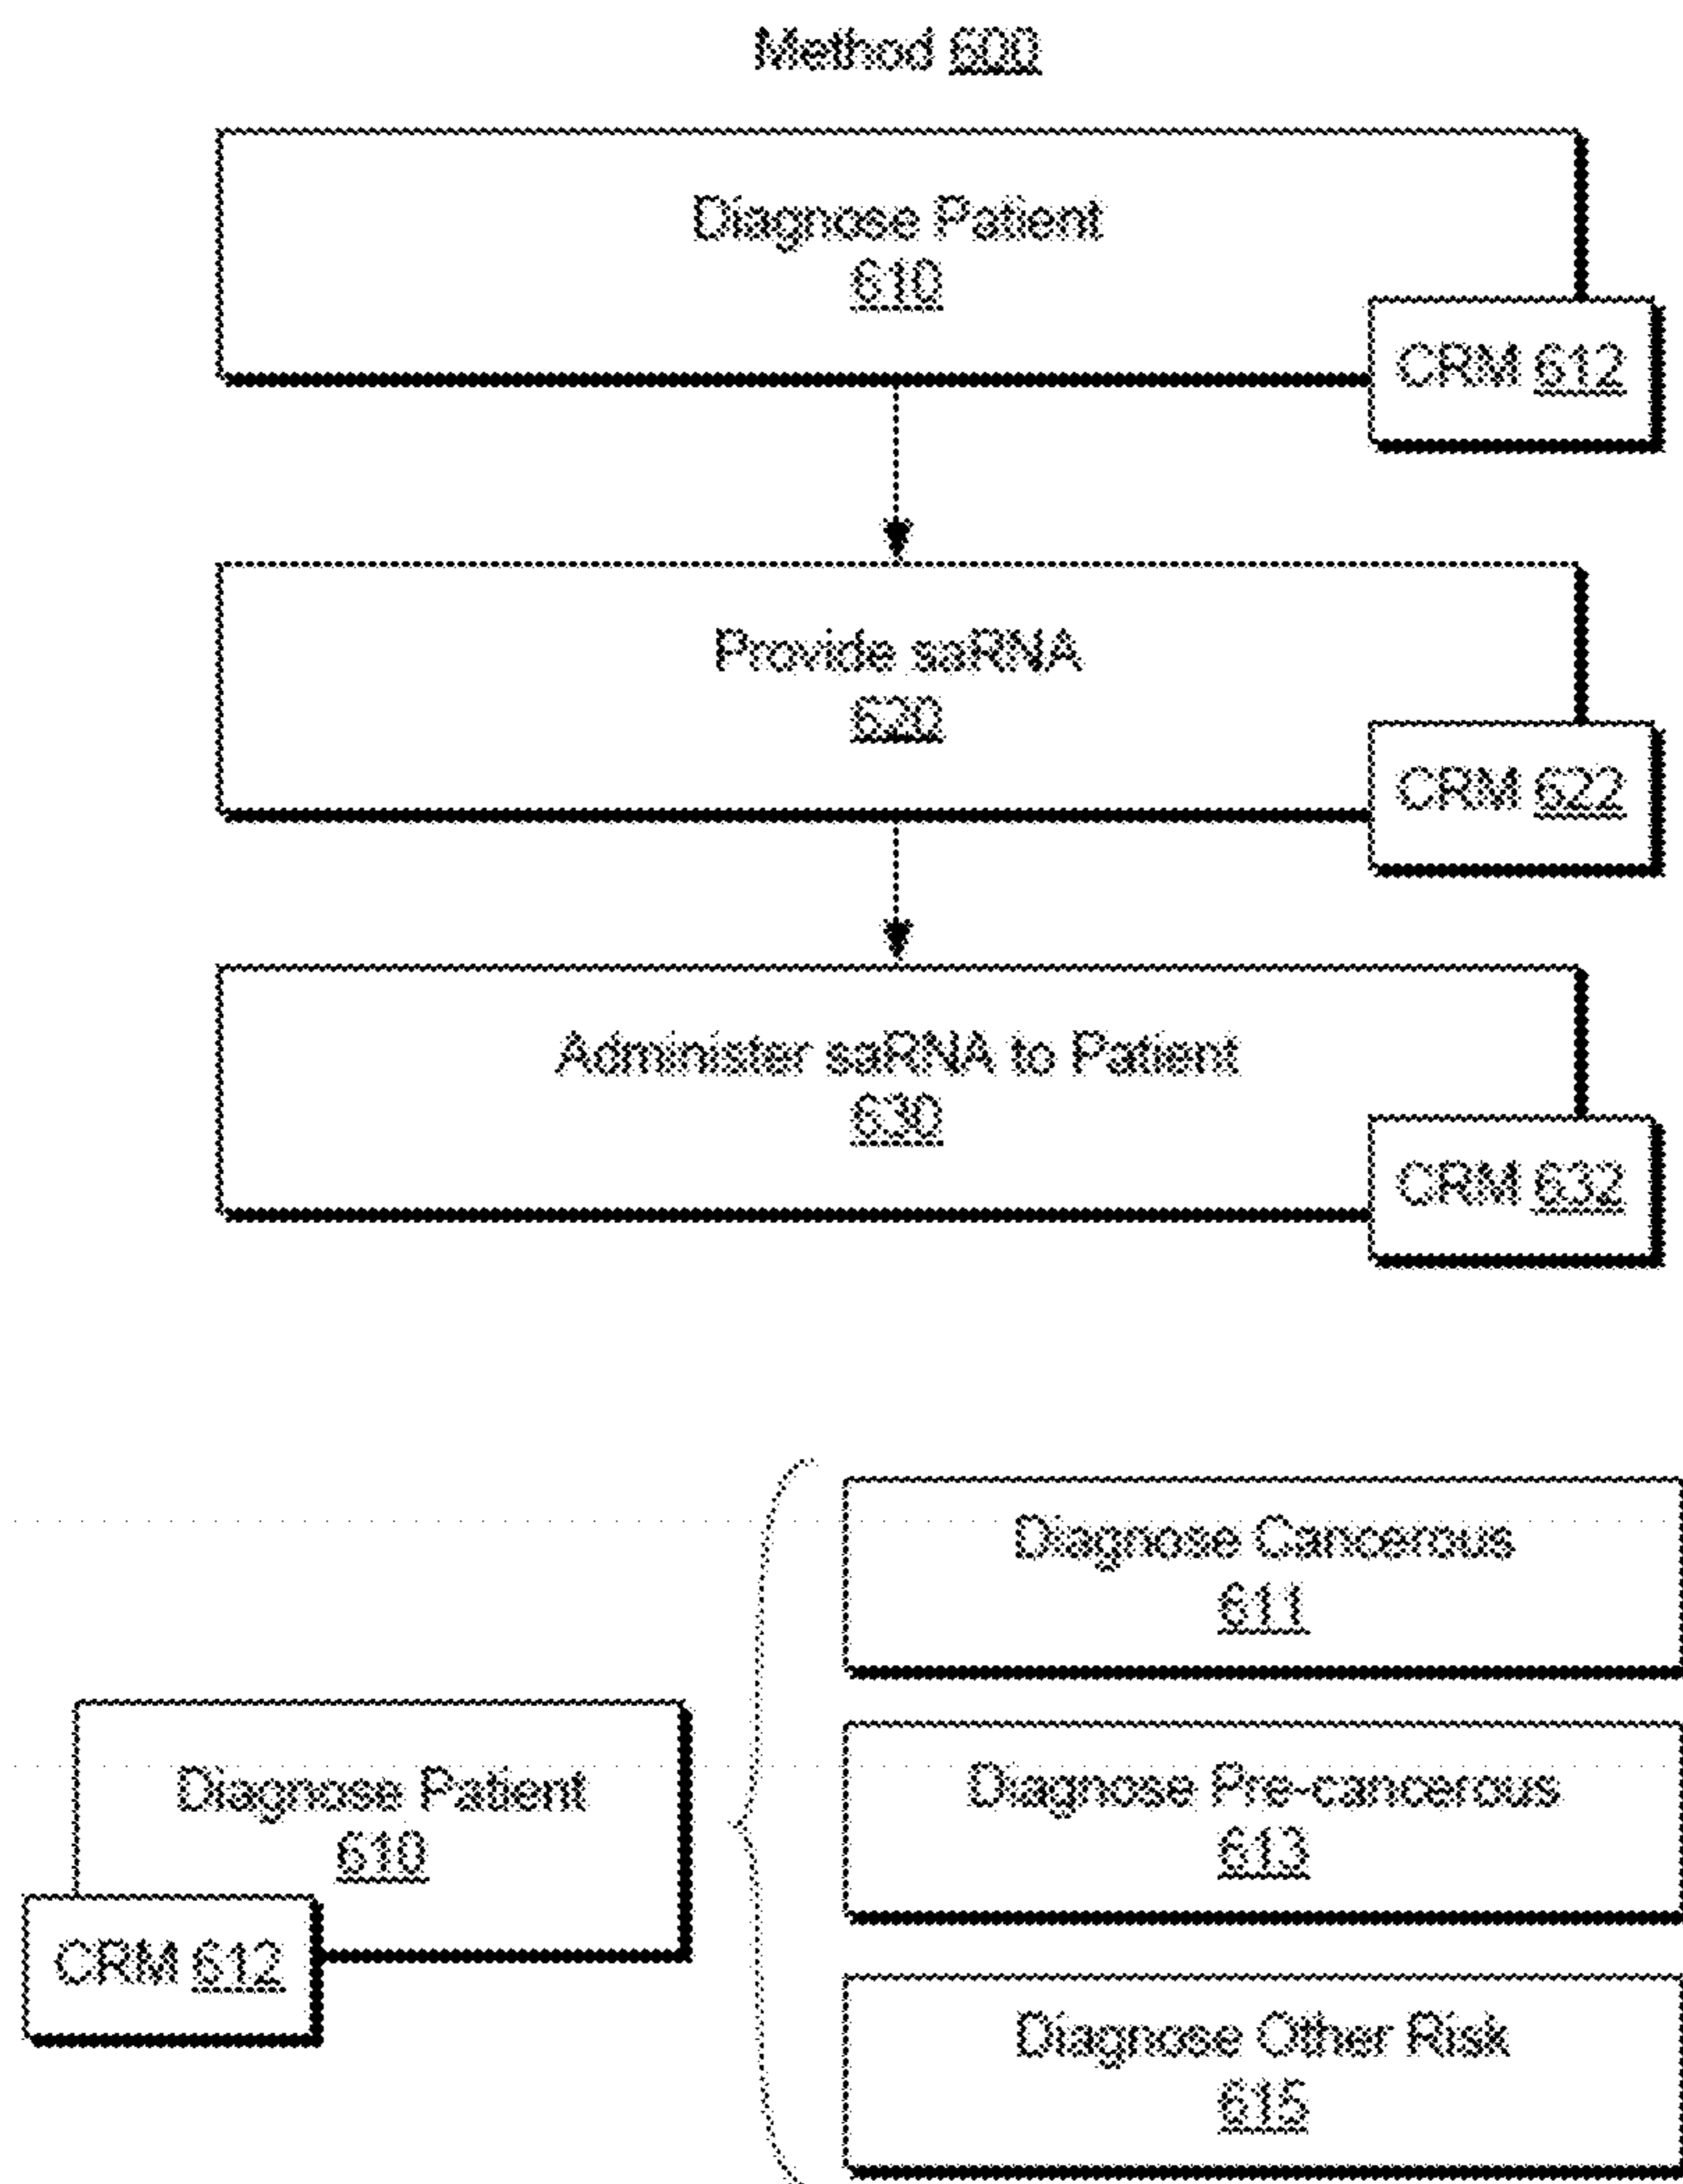 Method 600
Diagnose Patient
610
CRM 612
Provide saRNA
620
CRM 622
Administer saRNA to Patient
630
CRM 632
Diagnose Cancerous
611
Diagnose Patient
610
CRM 612
Diagnose Pre-cancerous
613
Diagnose Other Risk
615